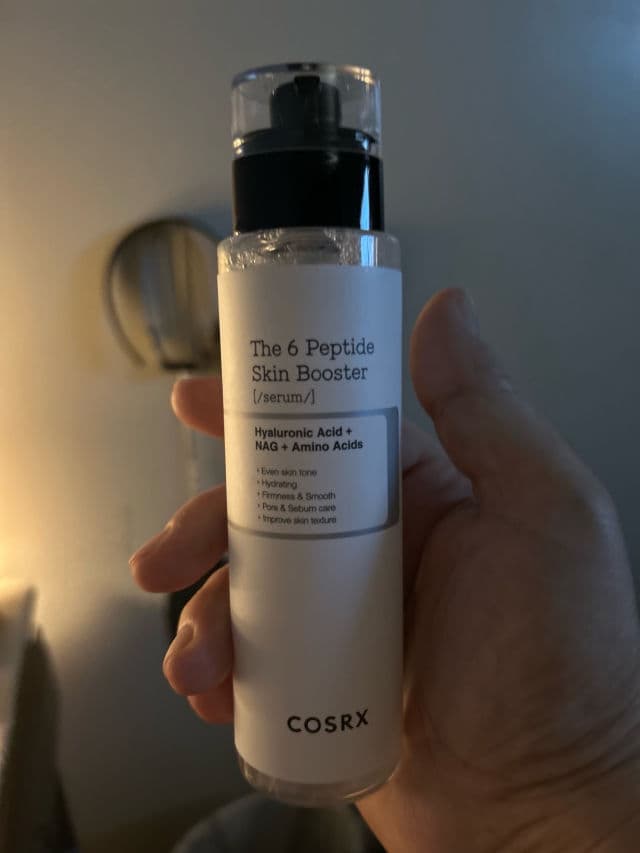 The 6 Peptide
Skin Booster
[/serum/]
Hyaluronic Acid +
NAG + Amino Acids
• Even skin tone
• Hydrating
• Firmness & Smooth
• Pore & Sebum care
• Improve skin texture
COSRX